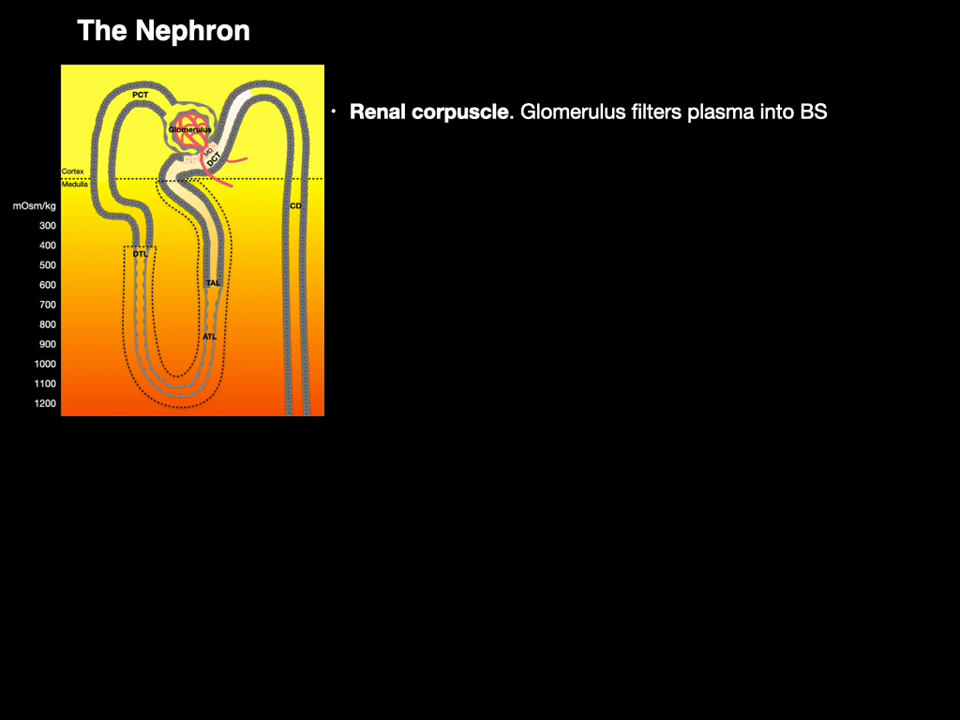 The Nephron
• Renal corpuscle. Glomerulus filters plasma into BS
PCT
Glomerulus
MD
DCT
Cortex
Medulla
mOsm/kg
CD
300
400
DTL
500
600
TAL
700
800
ATL
900
1000
1100
1200